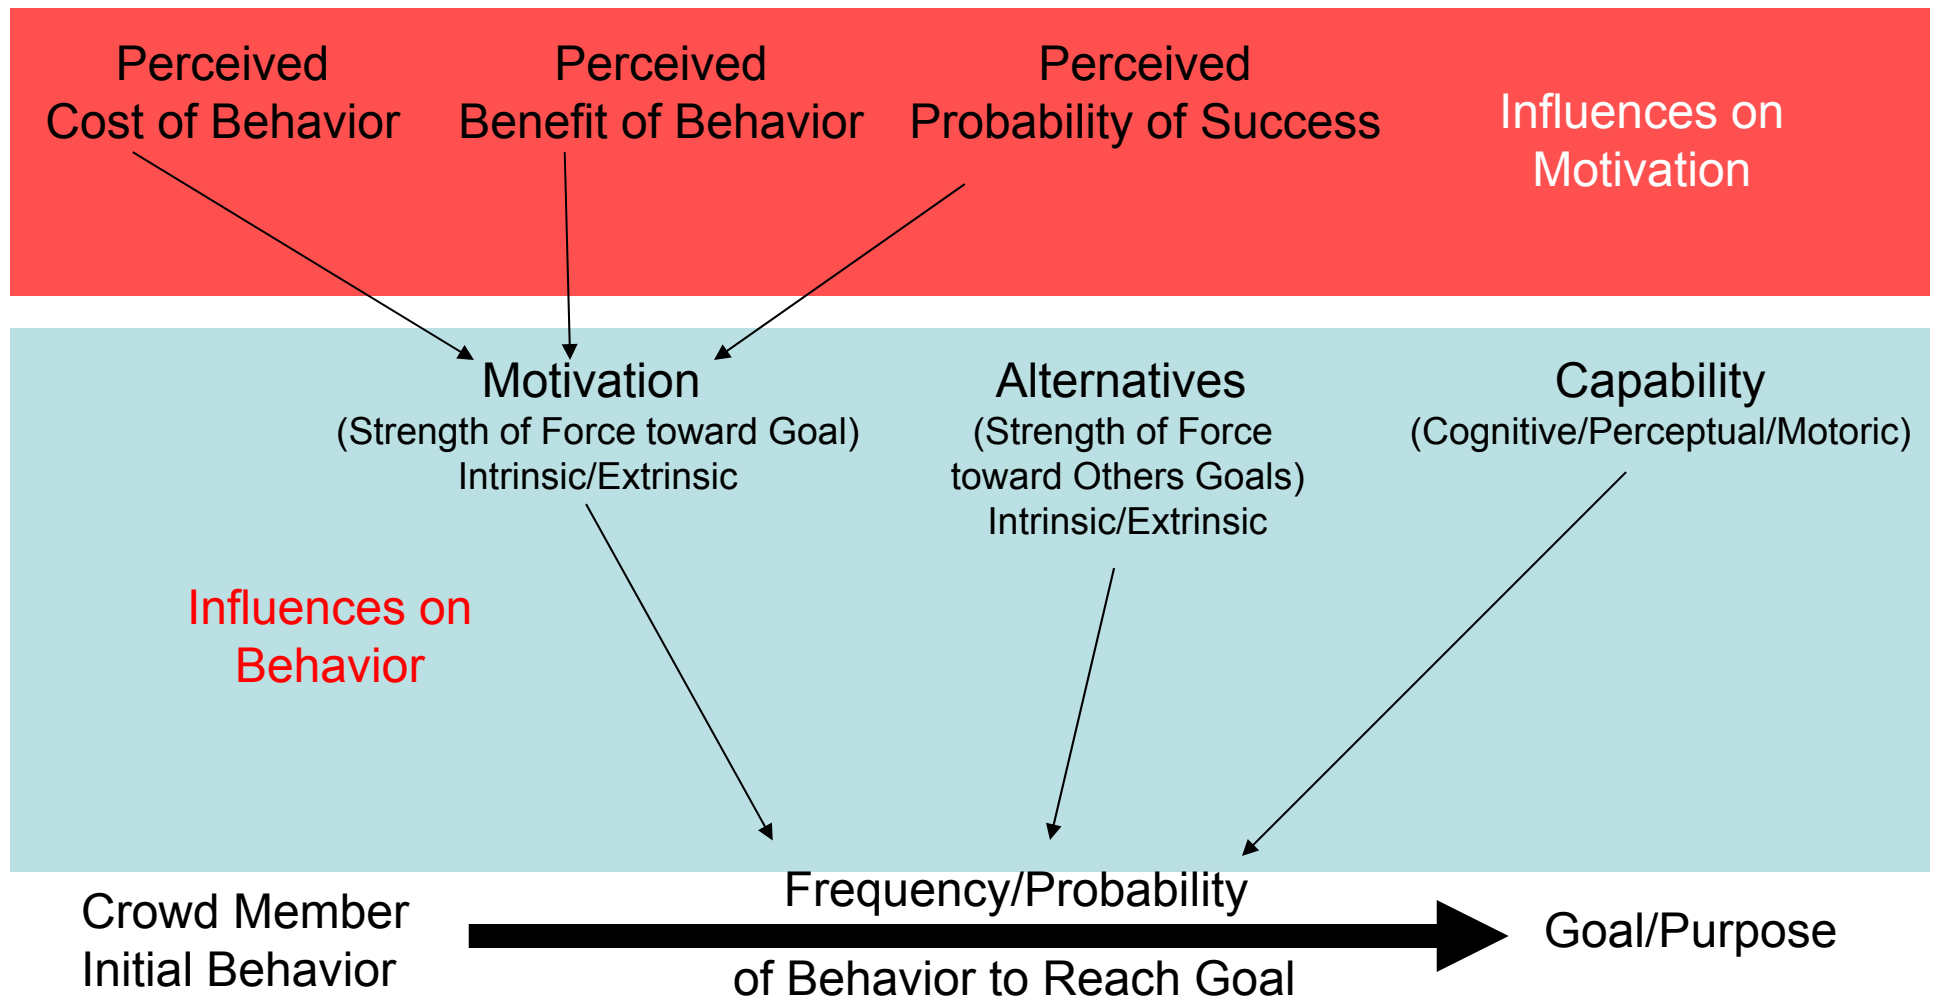 Perceived
Cost of Behavior
Perceived
Benefit of Behavior
Perceived
Probability of Success
Influences on
Motivation
Motivation
(Strength of Force toward Goal)
Intrinsic/Extrinsic
Alternatives
(Strength of Force
toward Others Goals)
Intrinsic/Extrinsic
Capability
(Cognitive/Perceptual/Motoric)
Influences on
Behavior
Crowd Member
Initial Behavior
Frequency/Probability
of Behavior to Reach Goal
Goal/Purpose